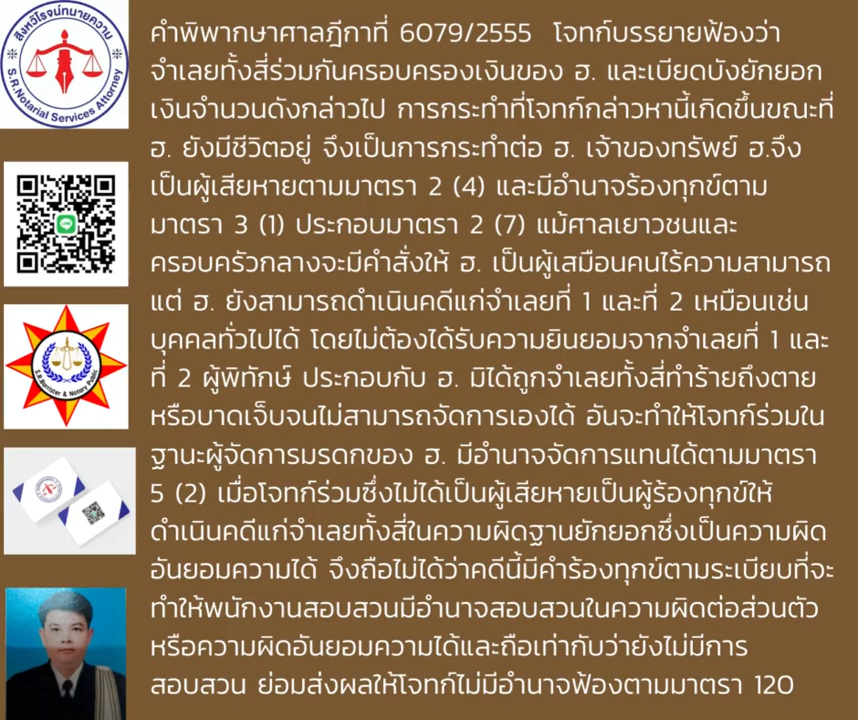 สิงหวิโรจน์ทนายความ
S.R.Notarial Services Attorney
S.R.Barrister & Notary Public
คำพิพากษาศาลฎีกาที่ 6079/2555 โจทก์บรรยายฟ้องว่า
จำเลยทั้งสี่ร่วมกันครอบครองเงินของ ฮ. และเบียดบังยักยอก
เงินจำนวนดังกล่าวไป การกระทำที่โจทก์กล่าวหานี้เกิดขึ้นขณะที่
ฮ. ยังมีชีวิตอยู่ จึงเป็นการกระทำต่อ ฮ. เจ้าของทรัพย์ ฮ.จึง
เป็นผู้เสียหายตามมาตรา 2 (4) และมีอำนาจร้องทุกข์ตาม
มาตรา 3 (1) ประกอบมาตรา 2 (7) แม้ศาลเยาวชนและ
ครอบครัวกลางจะมีคำสั่งให้ ฮ. เป็นผู้เสมือนคนไร้ความสามารถ
แต่ ฮ. ยังสามารถดำเนินคดีแก่จำเลยที่ 1 และที่ 2 เหมือนเช่น
บุคคลทั่วไปได้ โดยไม่ต้องได้รับความยินยอมจากจำเลยที่ 1 และ
ที่ 2 ผู้พิทักษ์ ประกอบกับ ฮ. มิได้ถูกจำเลยทั้งสี่ทำร้ายถึงตาย
หรือบาดเจ็บจนไม่สามารถจัดการเองได้ อันจะทำให้โจทก์ร่วมใน
ฐานะผู้จัดการมรดกของ ฮ. มีอำนาจจัดการแทนได้ตามมาตรา
5 (2) เมื่อโจทก์ร่วมซึ่งไม่ได้เป็นผู้เสียหายเป็นผู้ร้องทุกข์ให้
ดำเนินคดีแก่จำเลยทั้งสี่ในความผิดฐานยักยอกซึ่งเป็นความผิด
อันยอมความได้ จึงถือไม่ได้ว่าคดีนี้มีคำร้องทุกข์ตามระเบียบที่จะ
ทำให้พนักงานสอบสวนมีอำนาจสอบสวนในความผิดต่อส่วนตัว
หรือความผิดอันยอมความได้และถือเท่ากับว่ายังไม่มีการ
สอบสวน ย่อมส่งผลให้โจทก์ไม่มีอำนาจฟ้องตามมาตรา 120